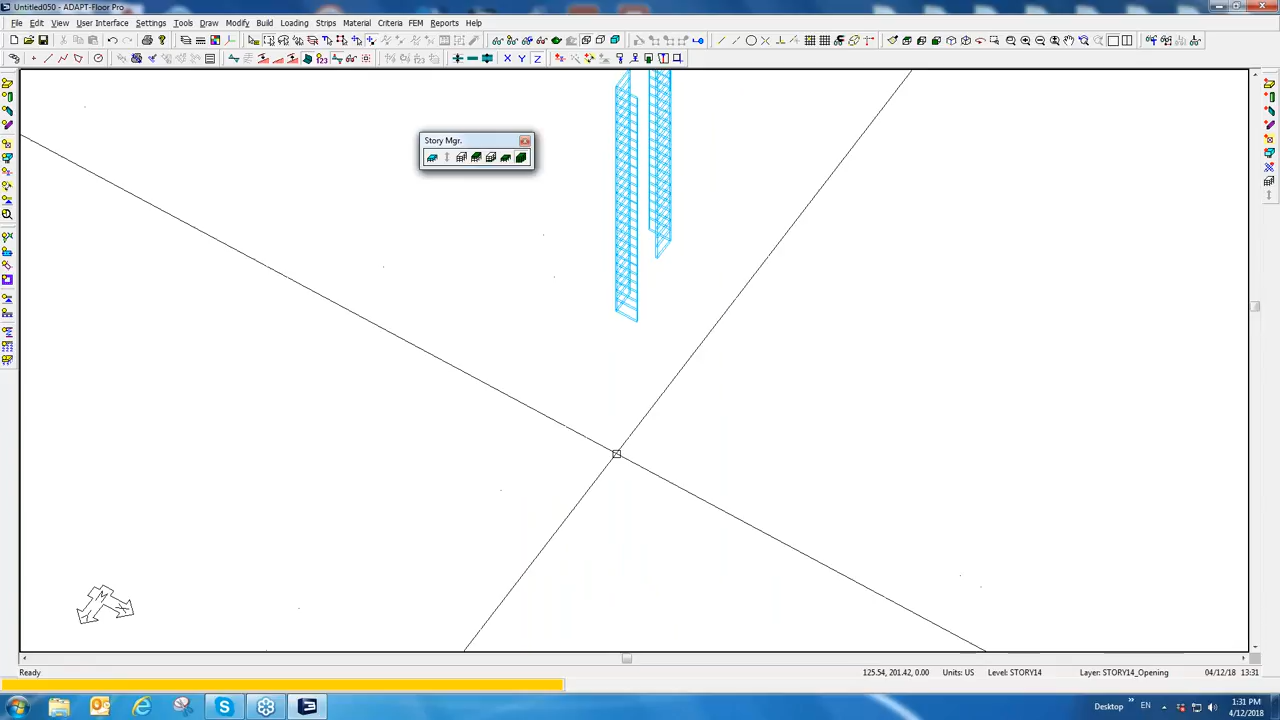 Untitled050 - ADAPT-Floor Pro
File Edit View User Interface Settings Tools Draw Modify Build Loading Strips Material Criteria FEM Reports Help
X Y Z
Story Mgr.
Ready
125.54, 201.42, 0.00 Units: US Level: STORY14 Layer: STORY14_Opening 04/12/18 13:31
Desktop » EN 1:31 PM
4/12/2018